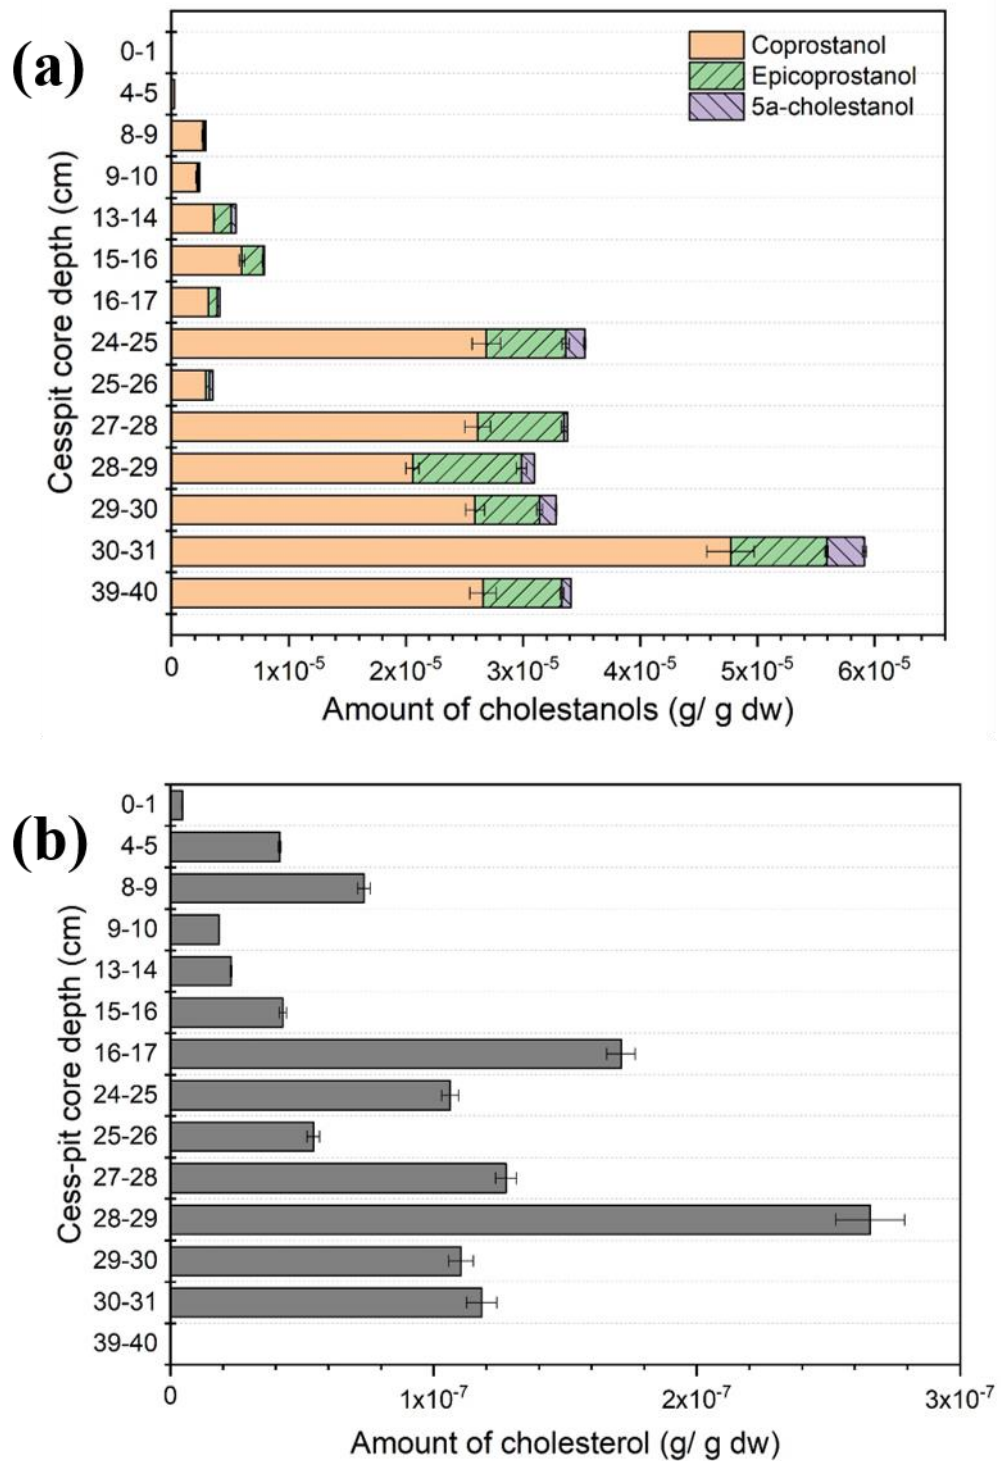 (a)
Coprostanol
Epicoprostanol
5a-cholestanol
Cesspit core depth (cm)
0-1
4-5
8-9
9-10
13-14
15-16
16-17
24-25
25-26
27-28
28-29
29-30
30-31
39-40
0 1x10⁻⁵ 2x10⁻⁵ 3x10⁻⁵ 4x10⁻⁵ 5x10⁻⁵ 6x10⁻⁵
Amount of cholestanols (g/ g dw)
(b)
Cess-pit core depth (cm)
0-1
4-5
8-9
9-10
13-14
15-16
16-17
24-25
25-26
27-28
28-29
29-30
30-31
39-40
0 1x10⁻⁷ 2x10⁻⁷ 3x10⁻⁷
Amount of cholesterol (g/ g dw)